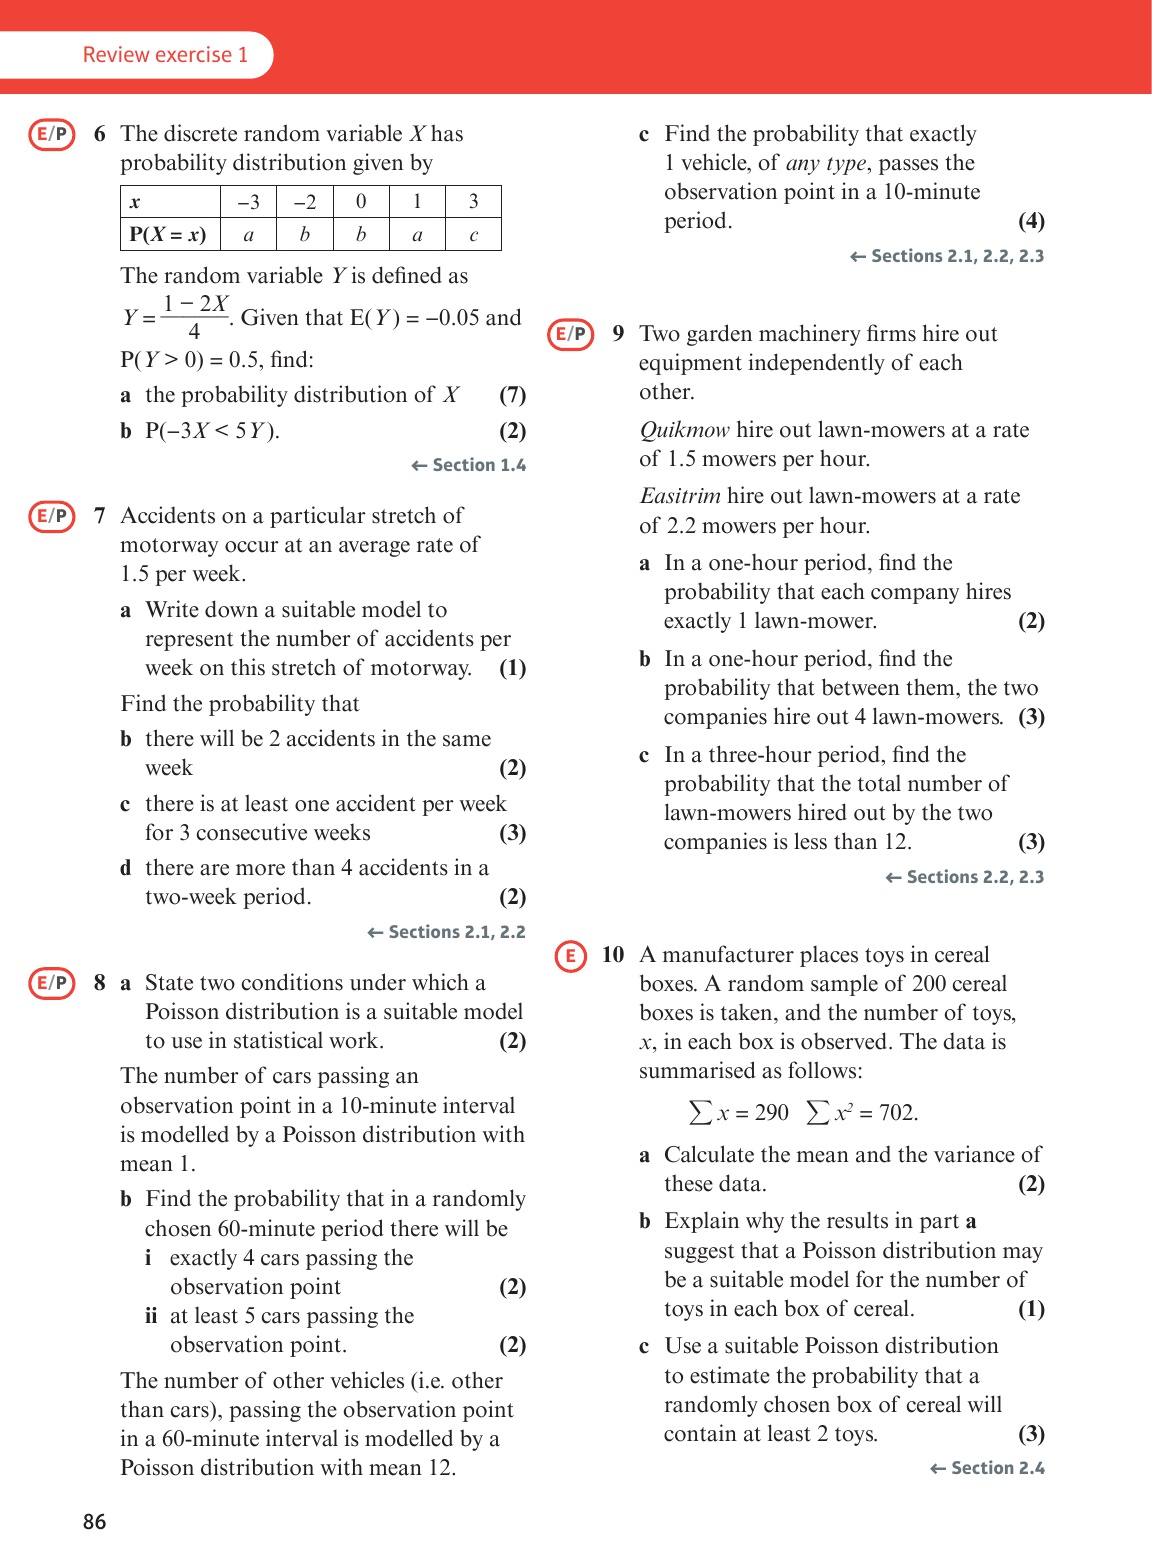 Review exercise 1
E/P 6 The discrete random variable X has
probability distribution given by
x −3 −2 0 1 3
P(X = x) a b b a c
The random variable Y is defined as
Y = (1 − 2X)/4. Given that E(Y) = −0.05 and
P(Y > 0) = 0.5, find:
a the probability distribution of X (7)
b P(−3X < 5Y). (2)
← Section 1.4
E/P 7 Accidents on a particular stretch of
motorway occur at an average rate of
1.5 per week.
a Write down a suitable model to
represent the number of accidents per
week on this stretch of motorway. (1)
Find the probability that
b there will be 2 accidents in the same
week (2)
c there is at least one accident per week
for 3 consecutive weeks (3)
d there are more than 4 accidents in a
two-week period. (2)
← Sections 2.1, 2.2
E/P 8 a State two conditions under which a
Poisson distribution is a suitable model
to use in statistical work. (2)
The number of cars passing an
observation point in a 10-minute interval
is modelled by a Poisson distribution with
mean 1.
b Find the probability that in a randomly
chosen 60-minute period there will be
i exactly 4 cars passing the
observation point (2)
ii at least 5 cars passing the
observation point. (2)
The number of other vehicles (i.e. other
than cars), passing the observation point
in a 60-minute interval is modelled by a
Poisson distribution with mean 12.
c Find the probability that exactly
1 vehicle, of any type, passes the
observation point in a 10-minute
period. (4)
← Sections 2.1, 2.2, 2.3
E/P 9 Two garden machinery firms hire out
equipment independently of each
other.
Quikmow hire out lawn-mowers at a rate
of 1.5 mowers per hour.
Easitrim hire out lawn-mowers at a rate
of 2.2 mowers per hour.
a In a one-hour period, find the
probability that each company hires
exactly 1 lawn-mower. (2)
b In a one-hour period, find the
probability that between them, the two
companies hire out 4 lawn-mowers. (3)
c In a three-hour period, find the
probability that the total number of
lawn-mowers hired out by the two
companies is less than 12. (3)
← Sections 2.2, 2.3
E 10 A manufacturer places toys in cereal
boxes. A random sample of 200 cereal
boxes is taken, and the number of toys,
x, in each box is observed. The data is
summarised as follows:
∑x = 290 ∑x² = 702.
a Calculate the mean and the variance of
these data. (2)
b Explain why the results in part a
suggest that a Poisson distribution may
be a suitable model for the number of
toys in each box of cereal. (1)
c Use a suitable Poisson distribution
to estimate the probability that a
randomly chosen box of cereal will
contain at least 2 toys. (3)
← Section 2.4
86